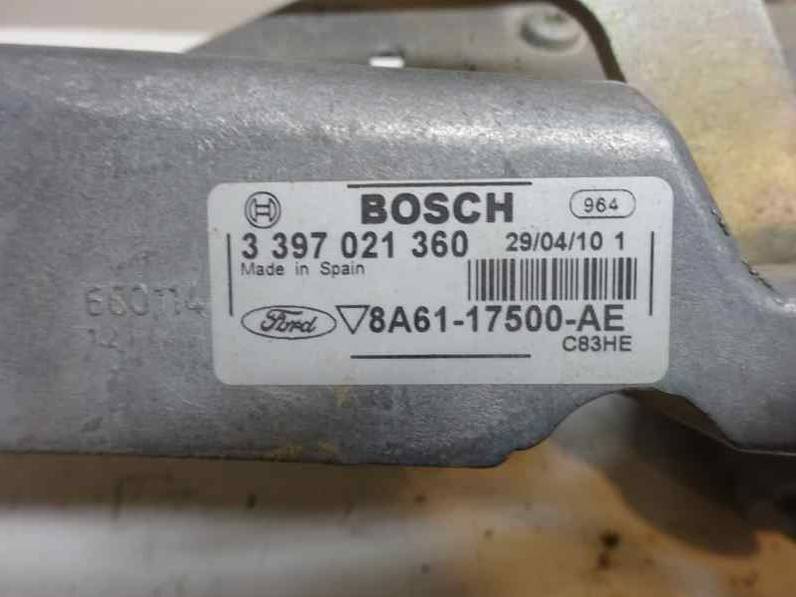 BOSCH 964
3 397 021 360 29/04/10 1
Made in Spain
Ford 8A61-17500-AE
C83HE